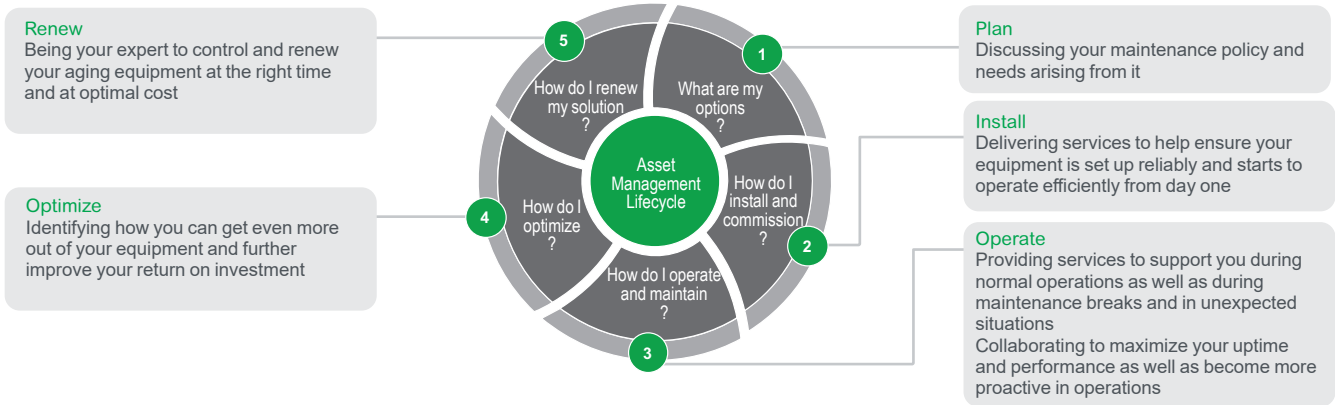 Renew
Being your expert to control and renew
your aging equipment at the right time
and at optimal cost
Optimize
Identifying how you can get even more
out of your equipment and further
improve your return on investment
5
How do I renew
my solution
?
1
What are my
options
?
Asset
Management
Lifecycle
How do I
install and
commission
?
2
4
How do I
optimize?
How do I operate
and maintain
?
3
Plan
Discussing your maintenance policy and
needs arising from it
Install
Delivering services to help ensure your
equipment is set up reliably and starts to
operate efficiently from day one
Operate
Providing services to support you during
normal operations as well as during
maintenance breaks and in unexpected
situations
Collaborating to maximize your uptime
and performance as well as become more
proactive in operations